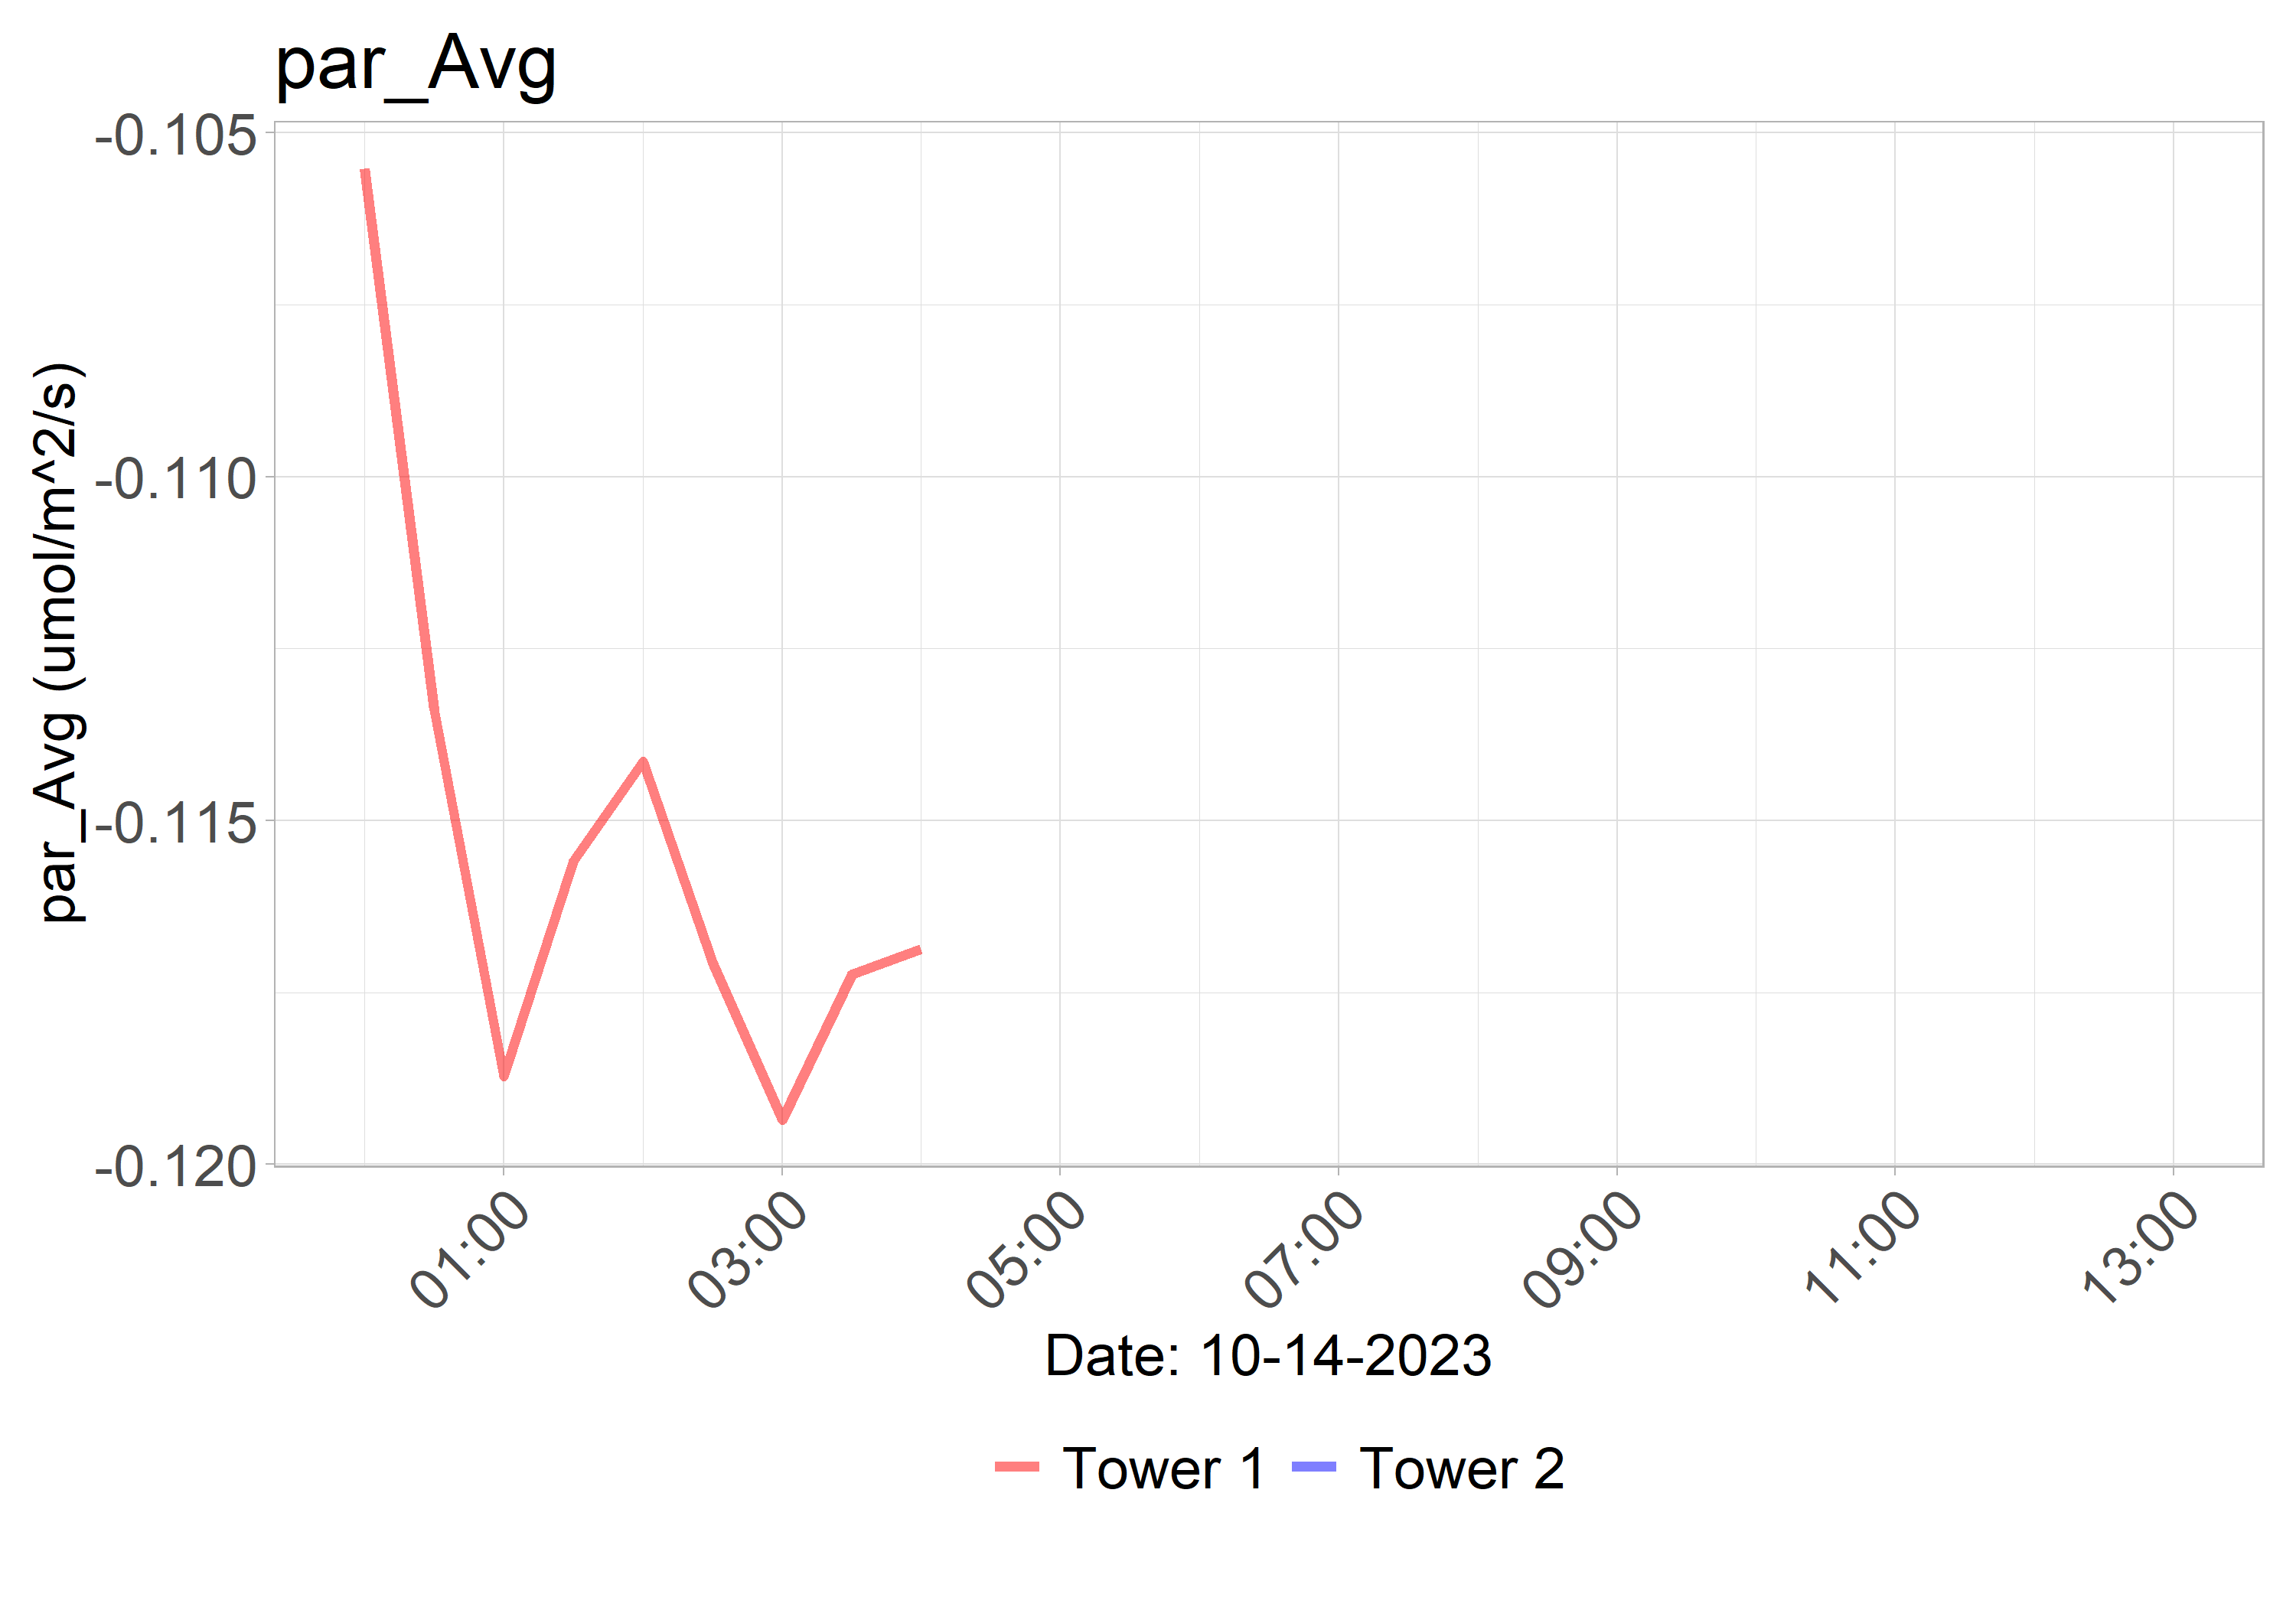 par_Avg
par_Avg (umol/m^2/s)
-0.105
-0.110
-0.115
-0.120
01:00
03:00
05:00
07:00
09:00
11:00
13:00
Date: 10-14-2023
Tower 1
Tower 2